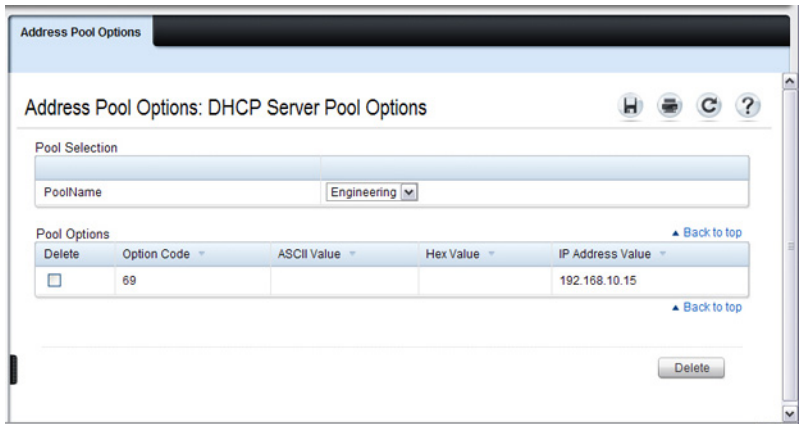 Address Pool Options
Address Pool Options: DHCP Server Pool Options
?
Pool Selection
PoolName Engineering
Pool Options Back to top
Delete Option Code ASCII Value Hex Value IP Address Value
69 192.168.10.15
Back to top
Delete